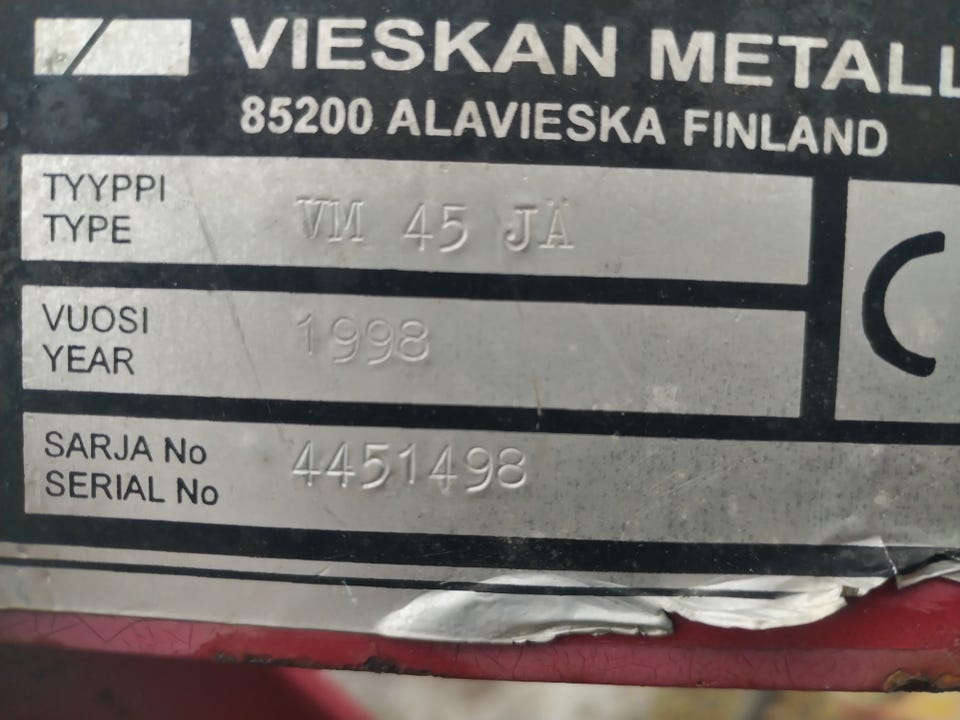 VIESKAN METALL
85200 ALAVIESKA FINLAND
TYYPPI
TYPE
VM 45 JÄ
VUOSI
YEAR
1998
SARJA No
SERIAL No
4451498